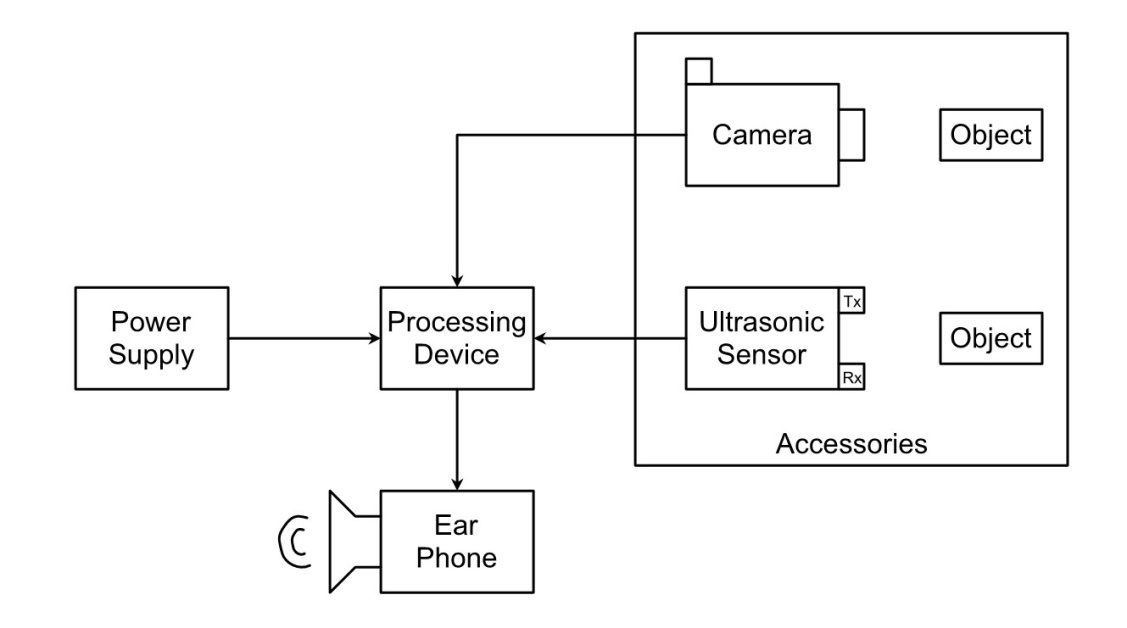 Camera
Object
Power
Supply
Processing
Device
Ultrasonic
Sensor
Tx
Rx
Object
Accessories
Ear
Phone